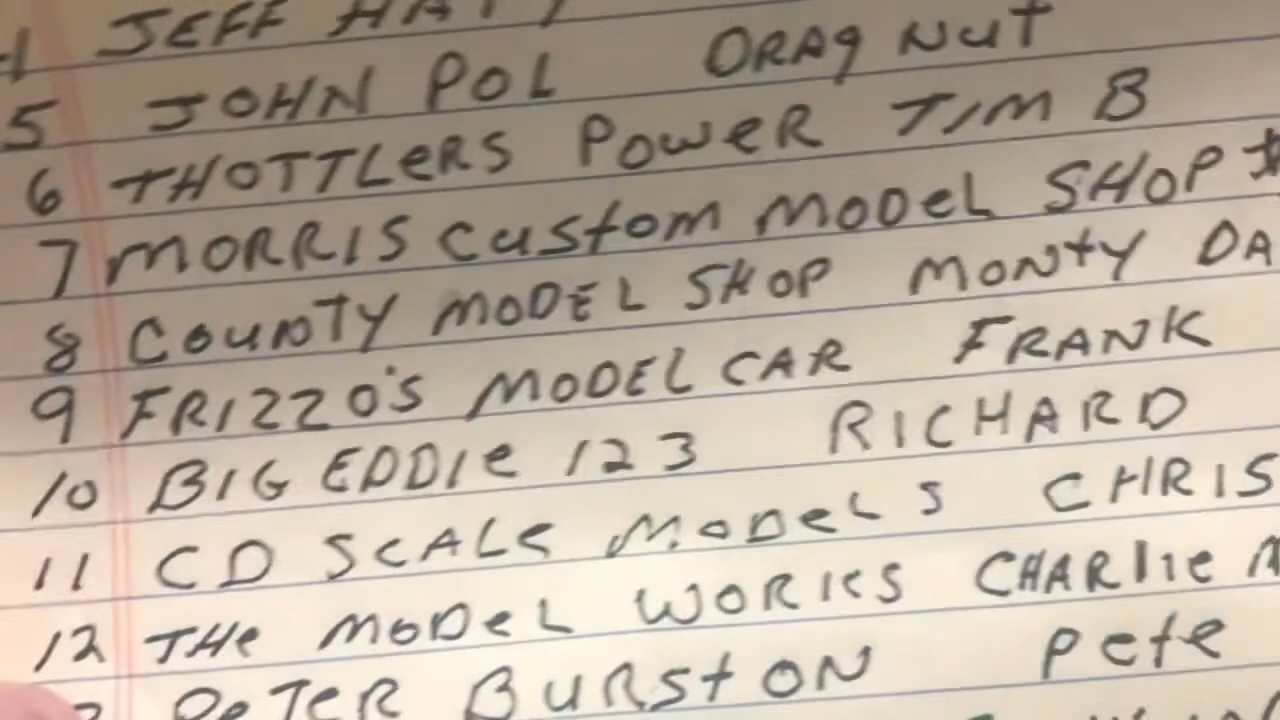 4 JEFF
5 JOHN POL DRAG NUT
6 THOTTLERS POWER TIM B
7 MORRIS CUSTOM MODEL SHOP
8 COUNTY MODEL SHOP MONTY DA
9 FRIZZO'S MODEL CAR FRANK
10 BIG EDDIE 123 RICHARD
11 CD SCALE MODELS CHRIS
12 THE MODEL WORKS CHARLIE
PETER BURSTON Pete